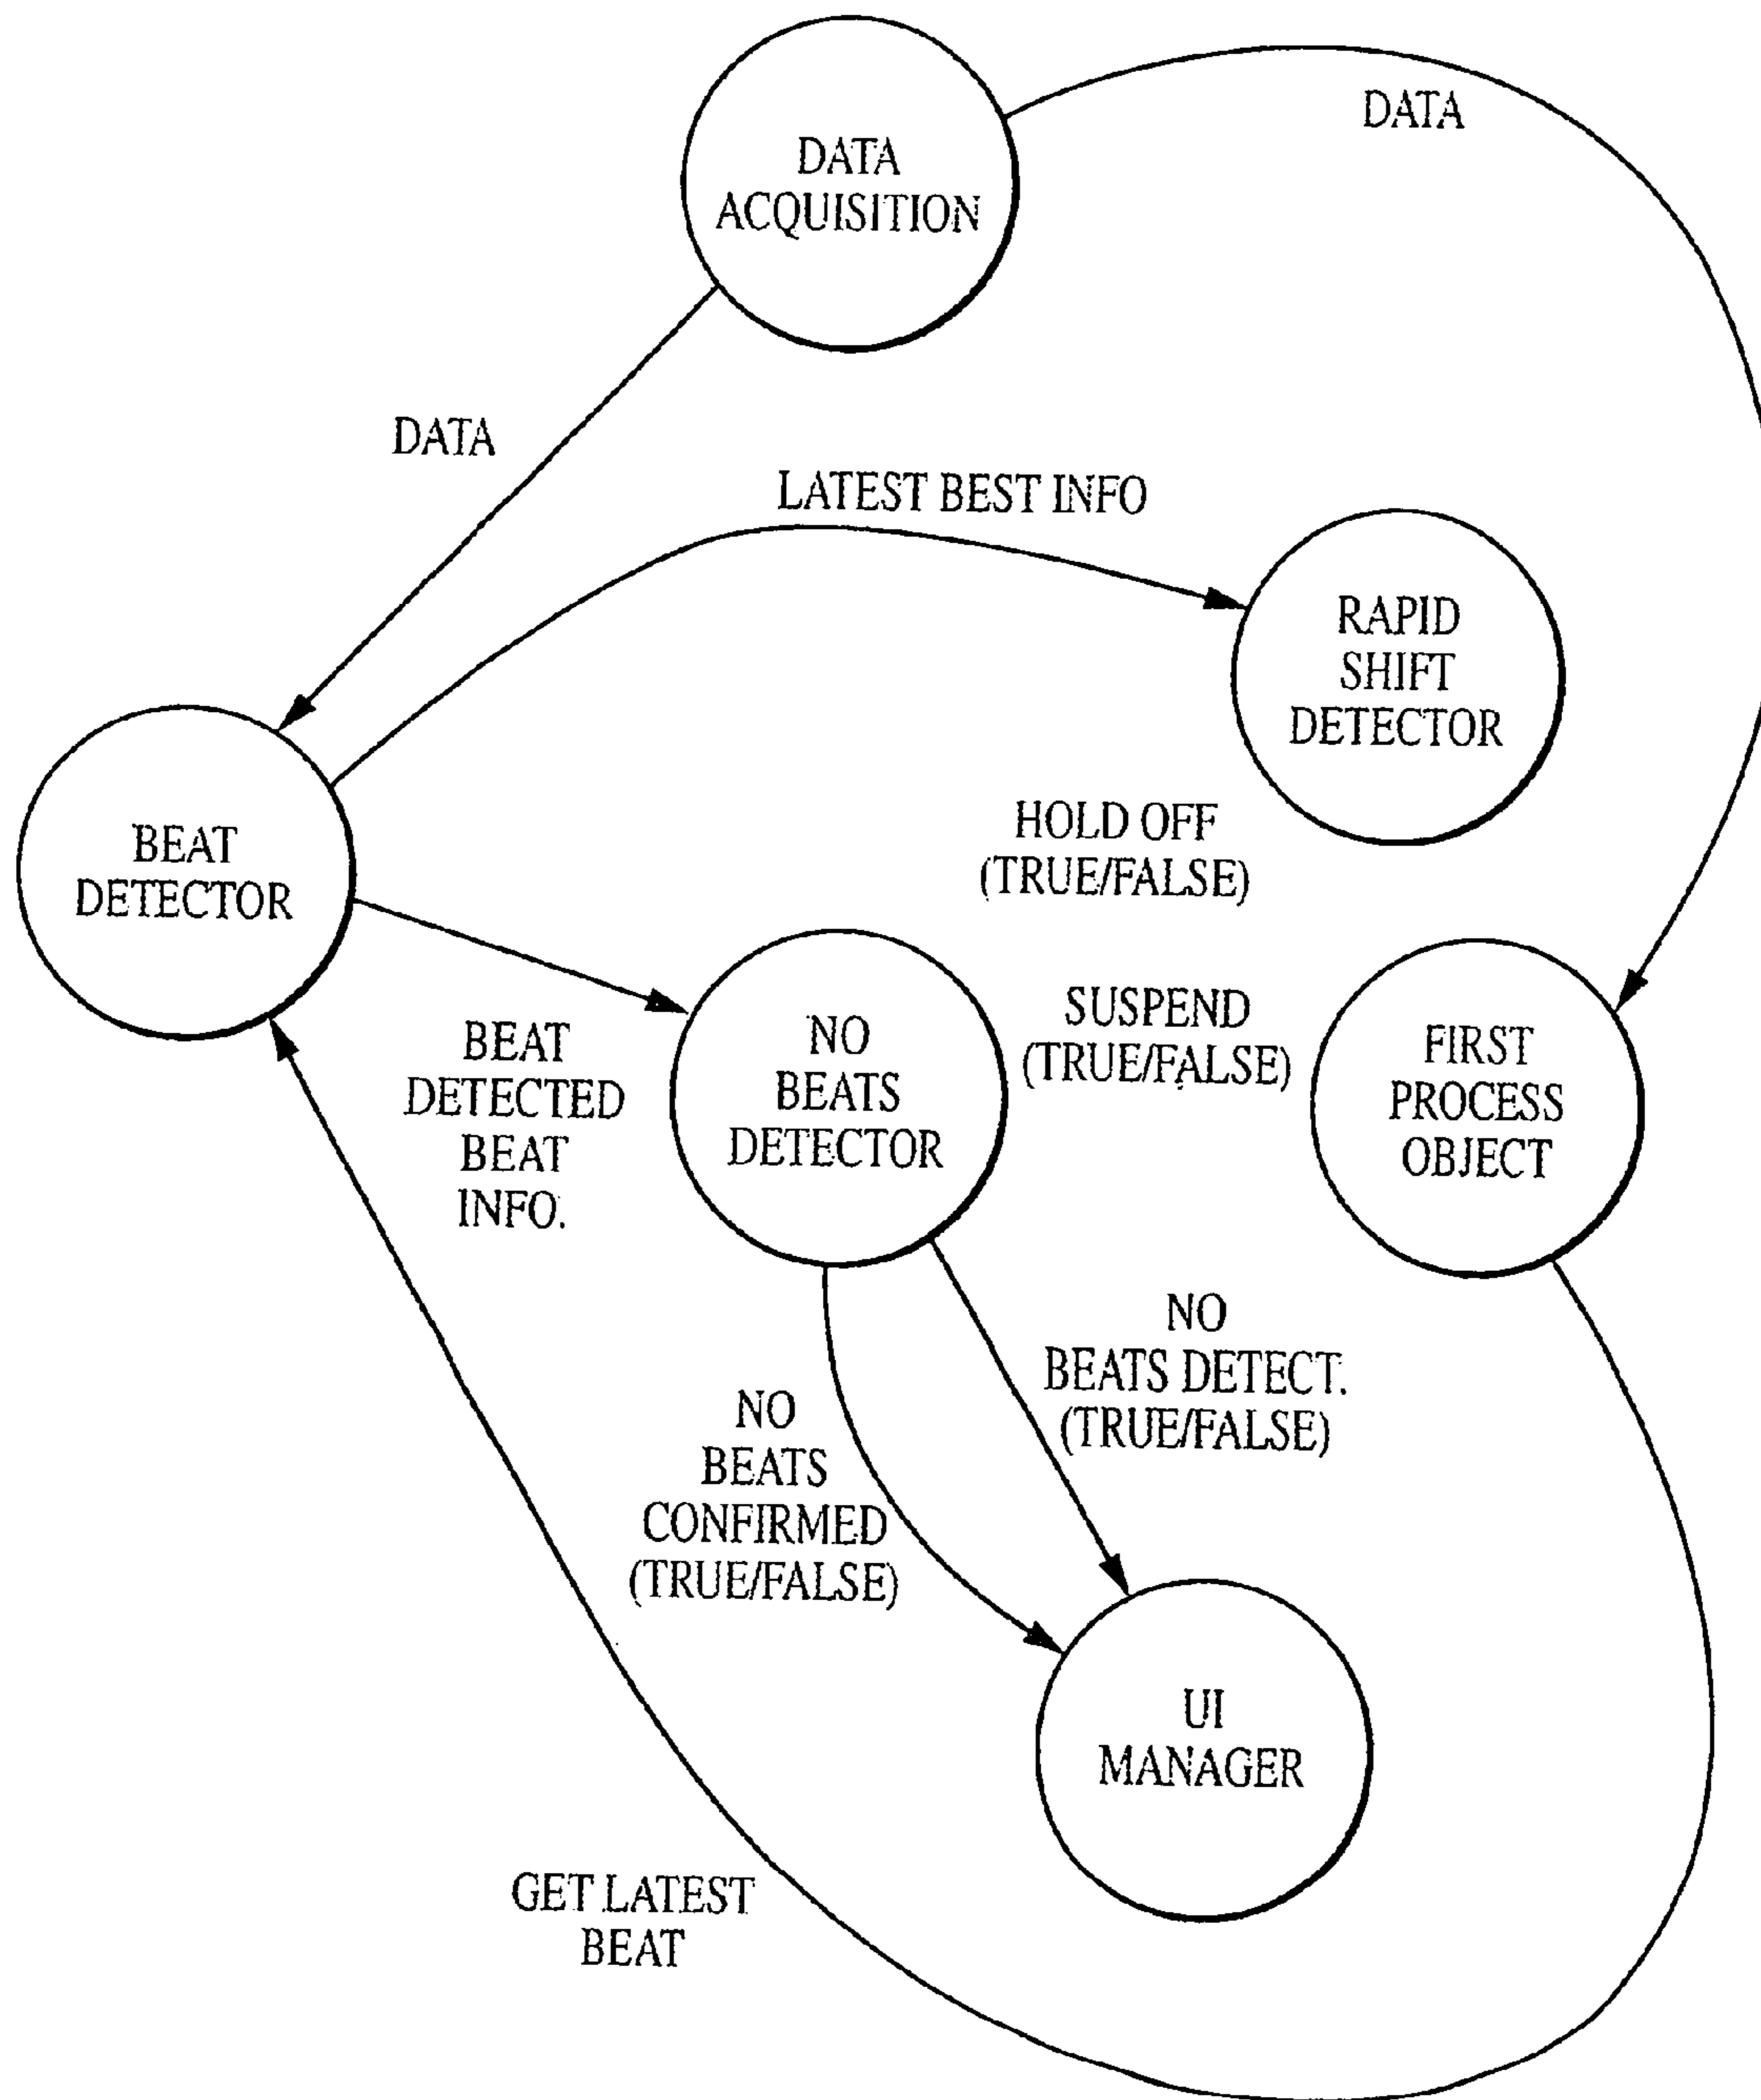 DATA
ACQUISITION
DATA
DATA
LATEST BEST INFO
RAPID
SHIFT
DETECTOR
BEAT
DETECTOR
HOLD OFF
(TRUE/FALSE)
SUSPEND
(TRUE/FALSE)
BEAT
DETECTED
BEAT
INFO.
NO
BEATS
DETECTOR
FIRST
PROCESS
OBJECT
NO
BEATS DETECT.
(TRUE/FALSE)
NO
BEATS
CONFIRMED
(TRUE/FALSE)
UI
MANAGER
GET LATEST
BEAT